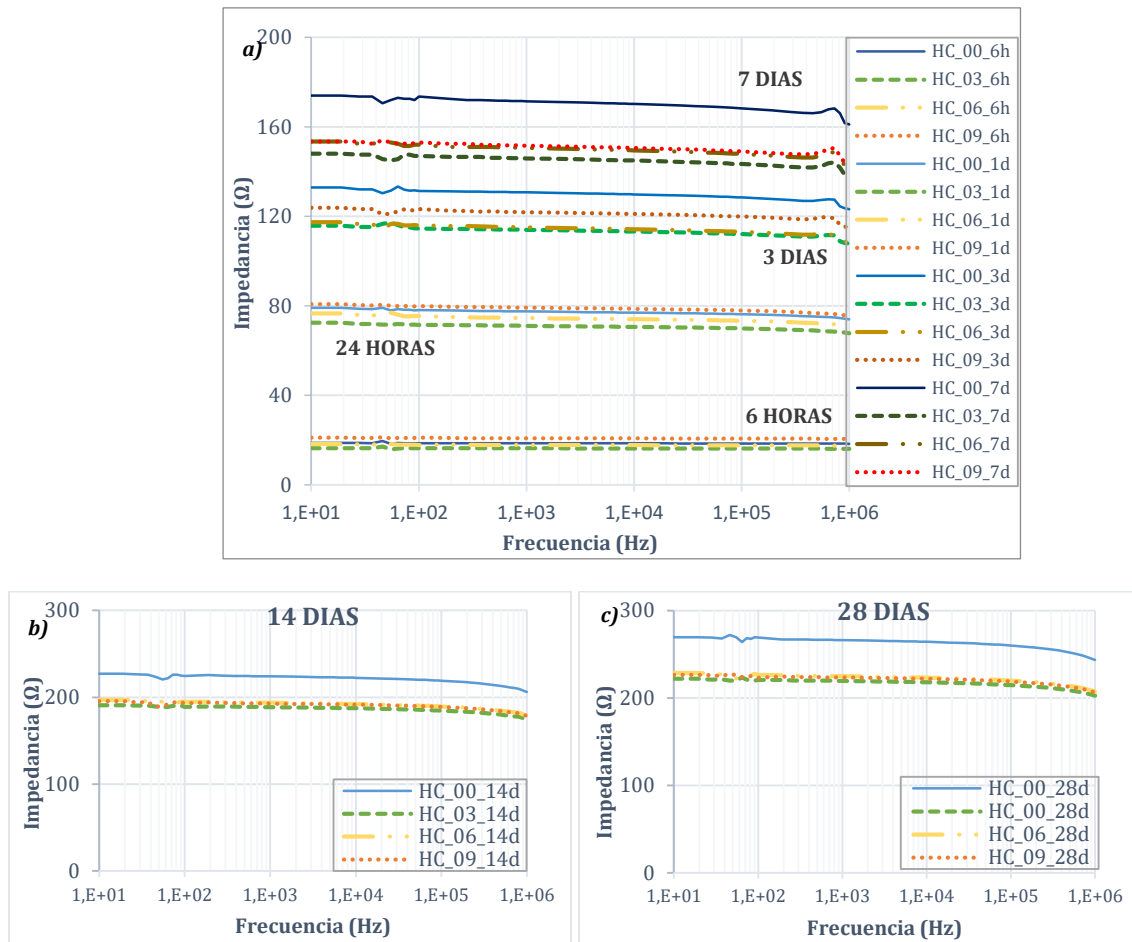 a)
200
160
120
80
40
0
Impedancia (Ω)
7 DIAS
3 DIAS
24 HORAS
6 HORAS
1,E+01 1,E+02 1,E+03 1,E+04 1,E+05 1,E+06
Frecuencia (Hz)
HC_00_6h
HC_03_6h
HC_06_6h
HC_09_6h
HC_00_1d
HC_03_1d
HC_06_1d
HC_09_1d
HC_00_3d
HC_03_3d
HC_06_3d
HC_09_3d
HC_00_7d
HC_03_7d
HC_06_7d
HC_09_7d
b)
14 DIAS
300
200
100
0
Impedancia (Ω)
HC_00_14d
HC_03_14d
HC_06_14d
HC_09_14d
1,E+01 1,E+02 1,E+03 1,E+04 1,E+05 1,E+06
Frecuencia (Hz)
c)
28 DIAS
300
200
100
0
Impedancia (Ω)
HC_00_28d
HC_00_28d
HC_06_28d
HC_09_28d
1,E+01 1,E+02 1,E+03 1,E+04 1,E+05 1,E+06
Frecuencia (Hz)